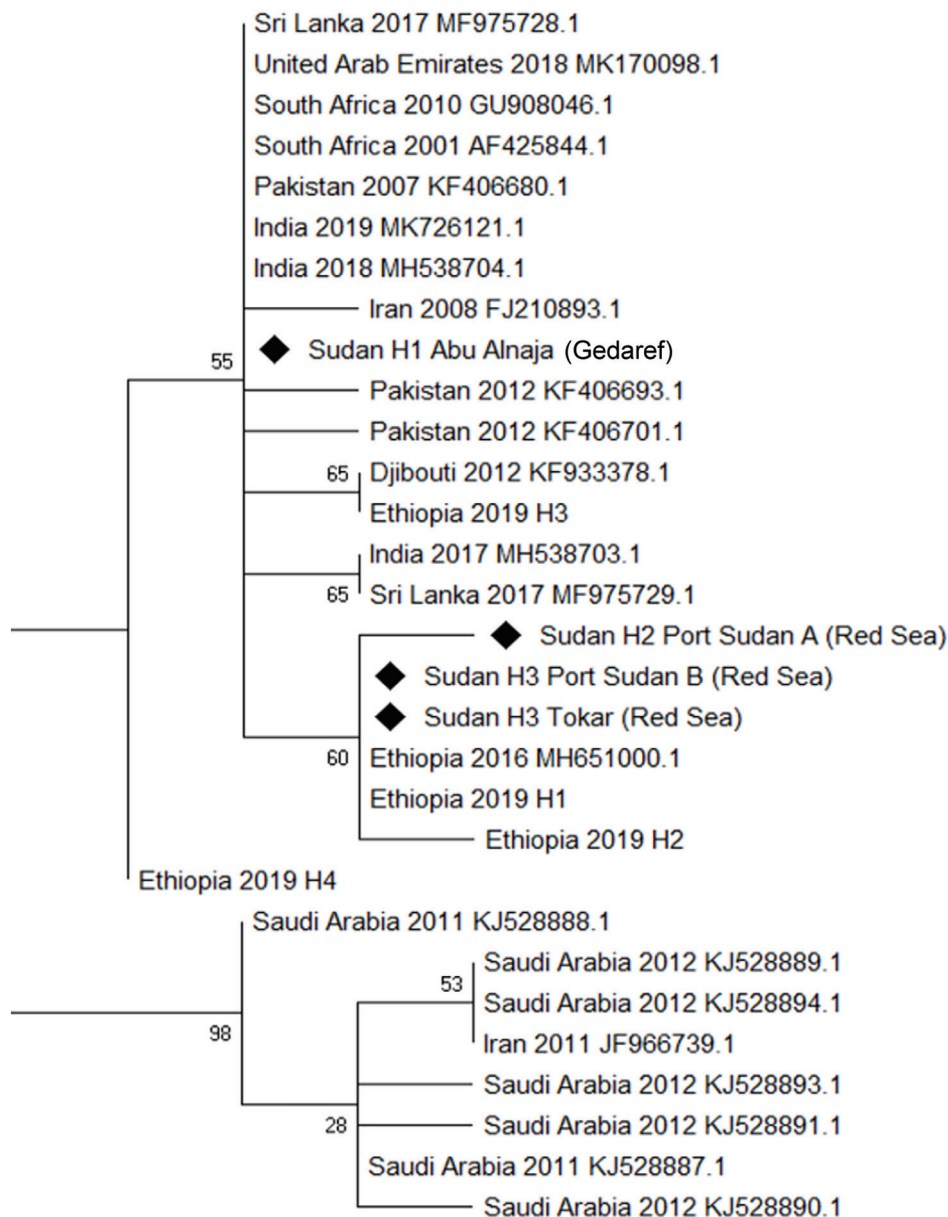 Sri Lanka 2017 MF975728.1
United Arab Emirates 2018 MK170098.1
South Africa 2010 GU908046.1
South Africa 2001 AF425844.1
Pakistan 2007 KF406680.1
India 2019 MK726121.1
India 2018 MH538704.1
Iran 2008 FJ210893.1
55
Sudan H1 Abu Alnaja (Gedaref)
Pakistan 2012 KF406693.1
Pakistan 2012 KF406701.1
65
Djibouti 2012 KF933378.1
Ethiopia 2019 H3
India 2017 MH538703.1
65
Sri Lanka 2017 MF975729.1
Sudan H2 Port Sudan A (Red Sea)
Sudan H3 Port Sudan B (Red Sea)
Sudan H3 Tokar (Red Sea)
60
Ethiopia 2016 MH651000.1
Ethiopia 2019 H1
Ethiopia 2019 H2
Ethiopia 2019 H4
Saudi Arabia 2011 KJ528888.1
Saudi Arabia 2012 KJ528889.1
53
Saudi Arabia 2012 KJ528894.1
98
Iran 2011 JF966739.1
Saudi Arabia 2012 KJ528893.1
28
Saudi Arabia 2012 KJ528891.1
Saudi Arabia 2011 KJ528887.1
Saudi Arabia 2012 KJ528890.1